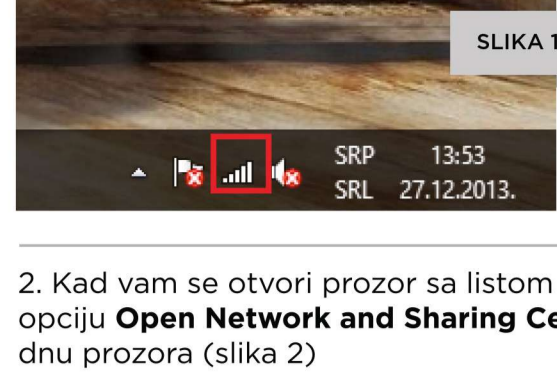 SLIKA 1
SRP 13:53
SRL 27.12.2013.
2. Kad vam se otvori prozor sa listom
opciju Open Network and Sharing Ce
dnu prozora (slika 2)